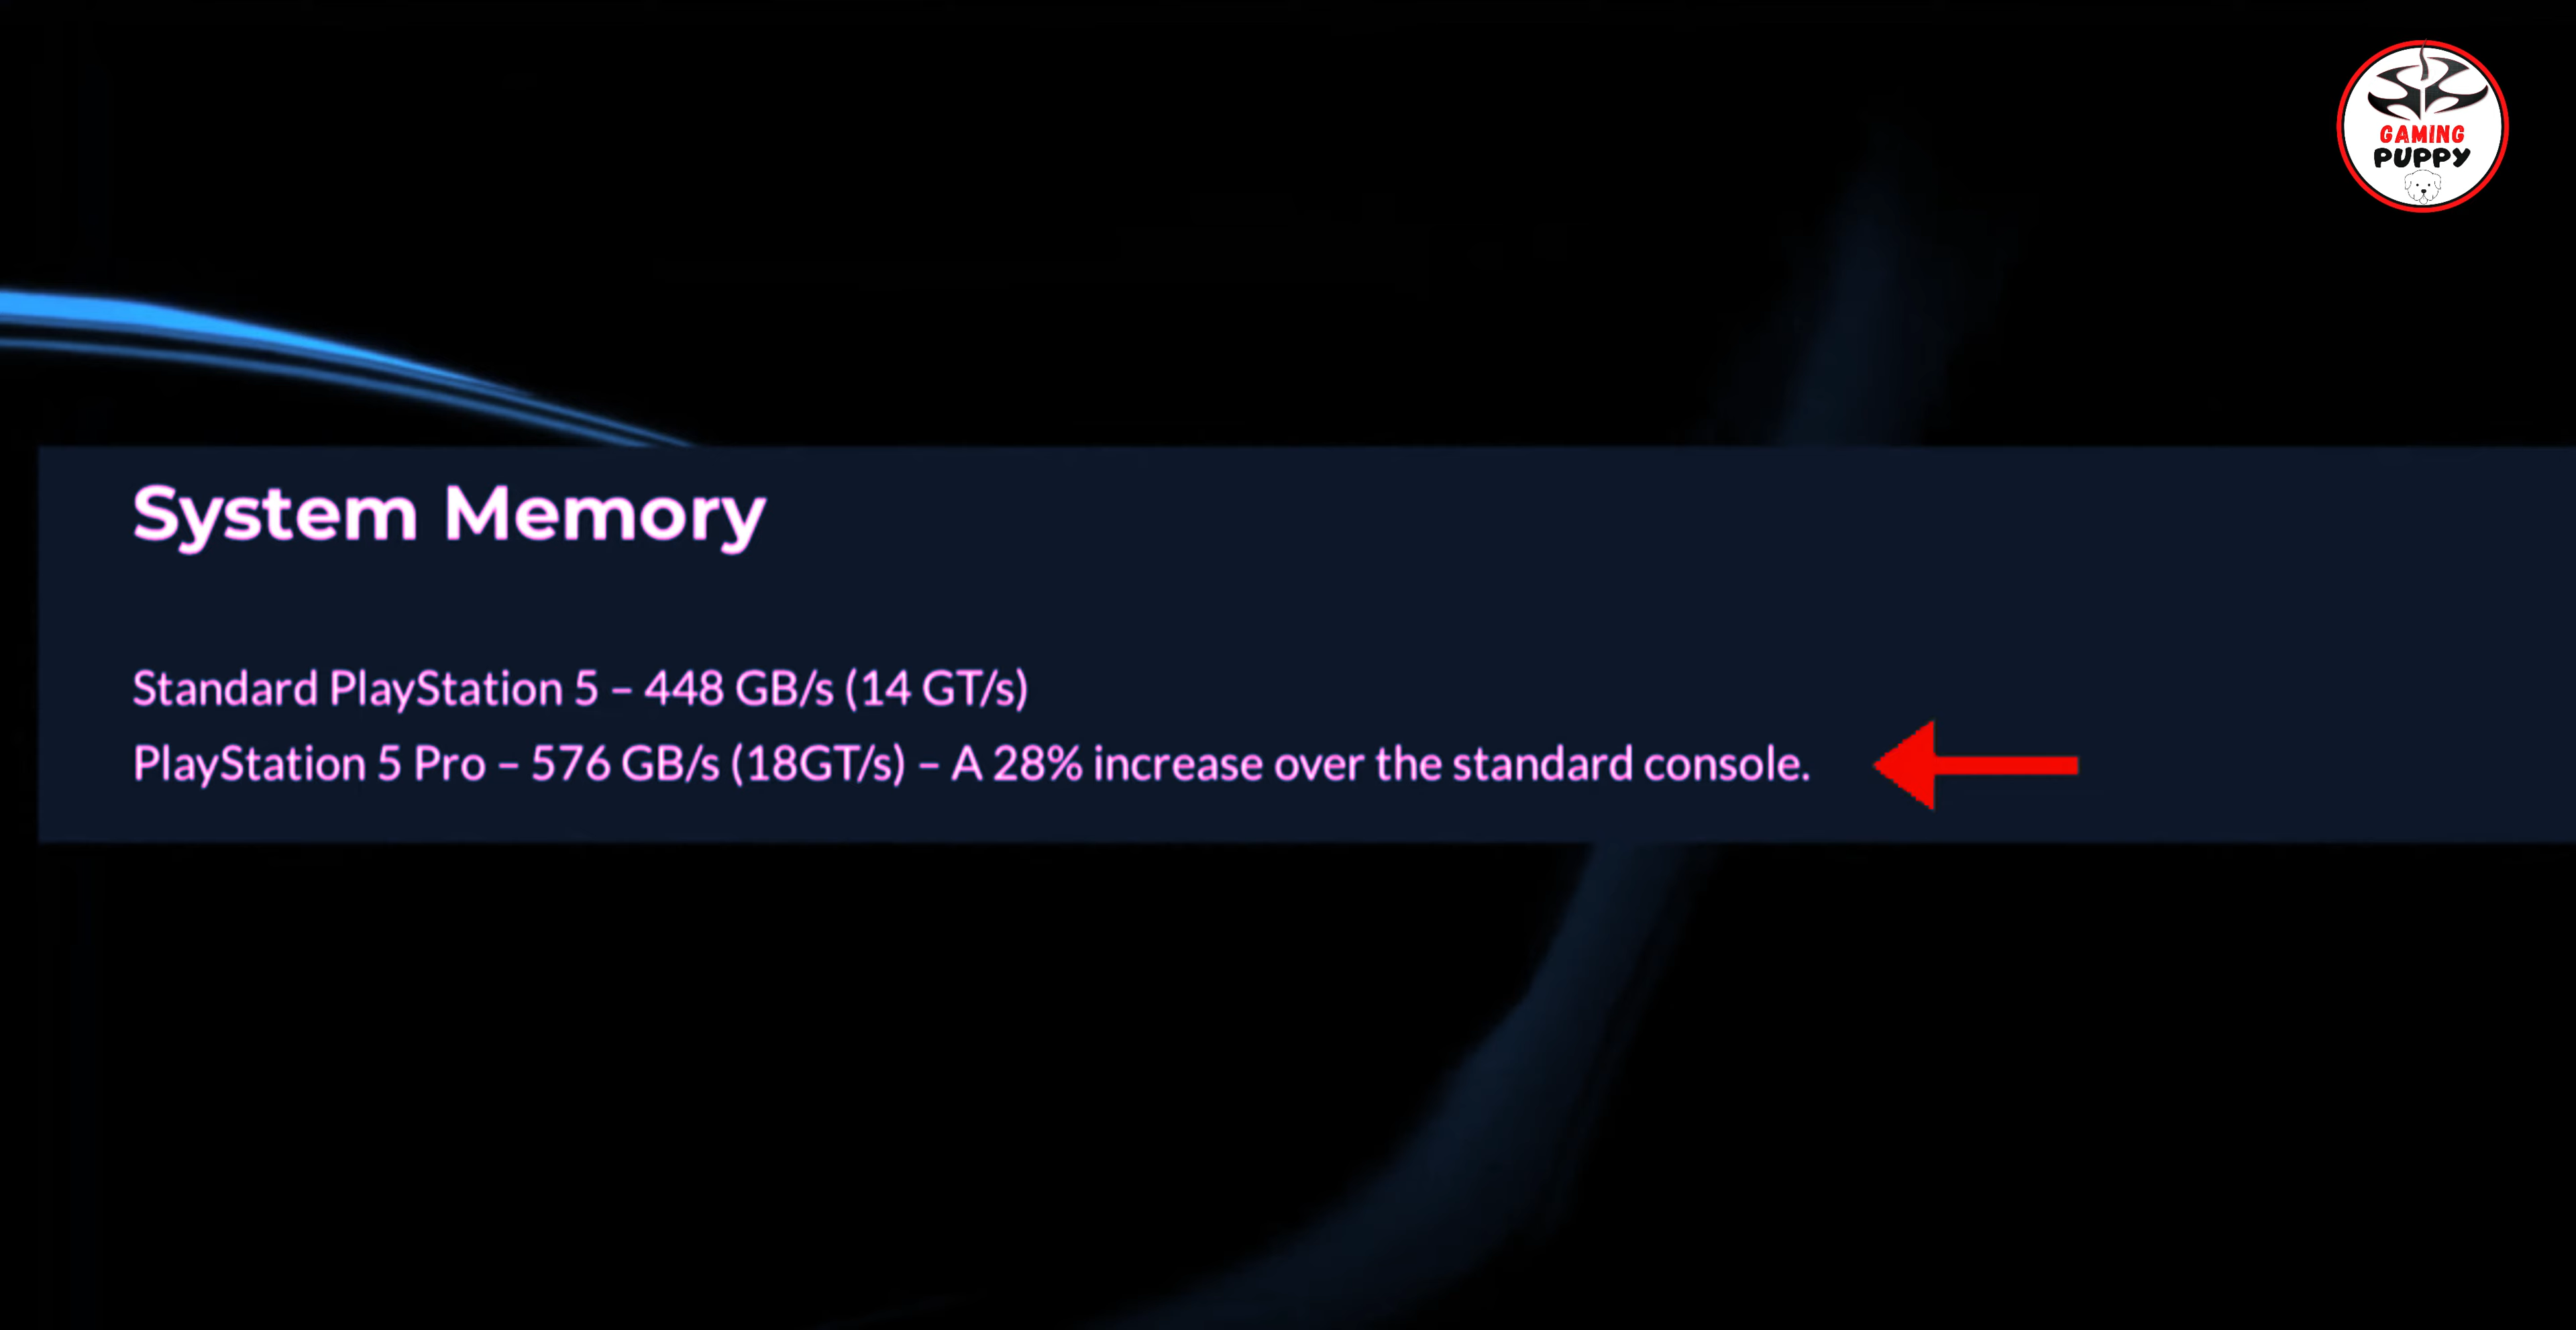 GAMING
PUPPY
System Memory
Standard PlayStation 5 – 448 GB/s (14 GT/s)
PlayStation 5 Pro – 576 GB/s (18GT/s) – A 28% increase over the standard console.